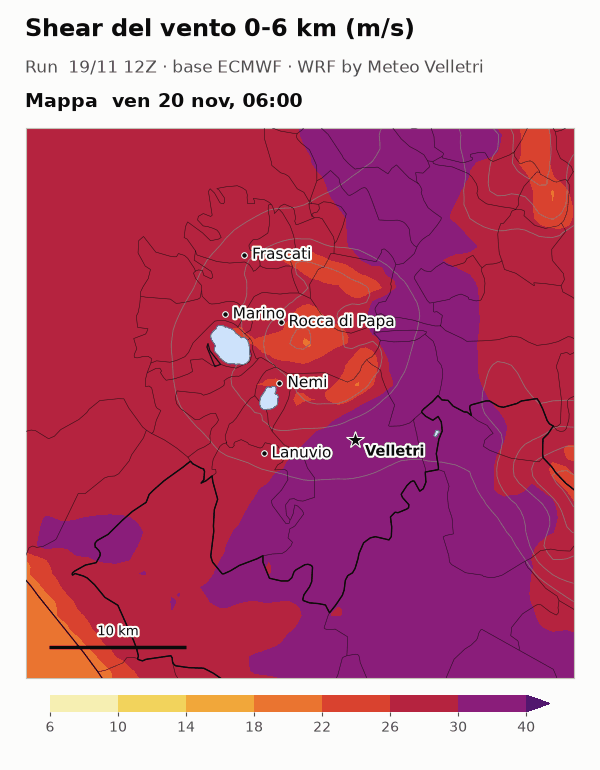 Shear del vento 0-6 km (m/s)
Run  19/11 12Z · base ECMWF · WRF by Meteo Velletri
Mappa  ven 20 nov, 06:00
Frascati
Marino
Rocca di Papa
Nemi
Velletri
Lanuvio
10 km
6 10 14 18 22 26 30 40